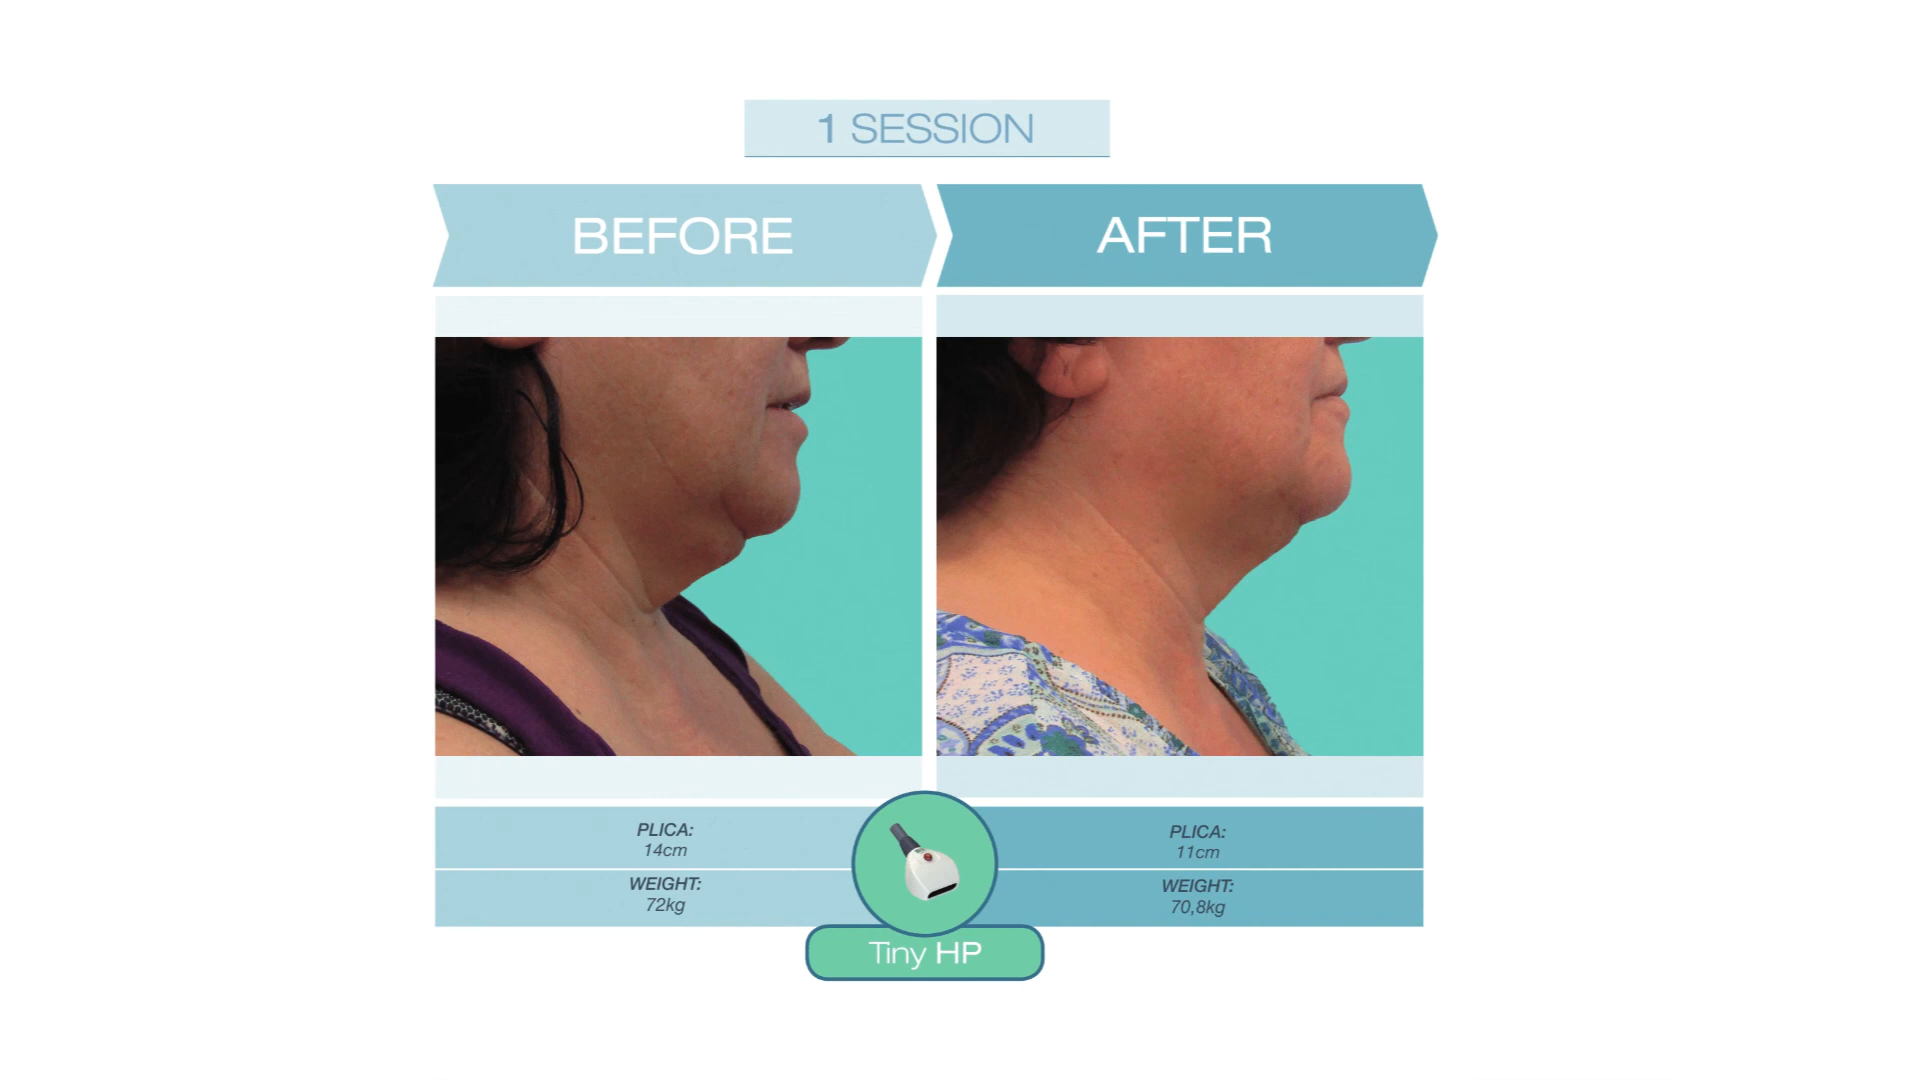 1 SESSION
BEFORE
AFTER
PLICA:
14cm
WEIGHT:
72kg
PLICA:
11cm
WEIGHT:
70,8kg
Tiny HP